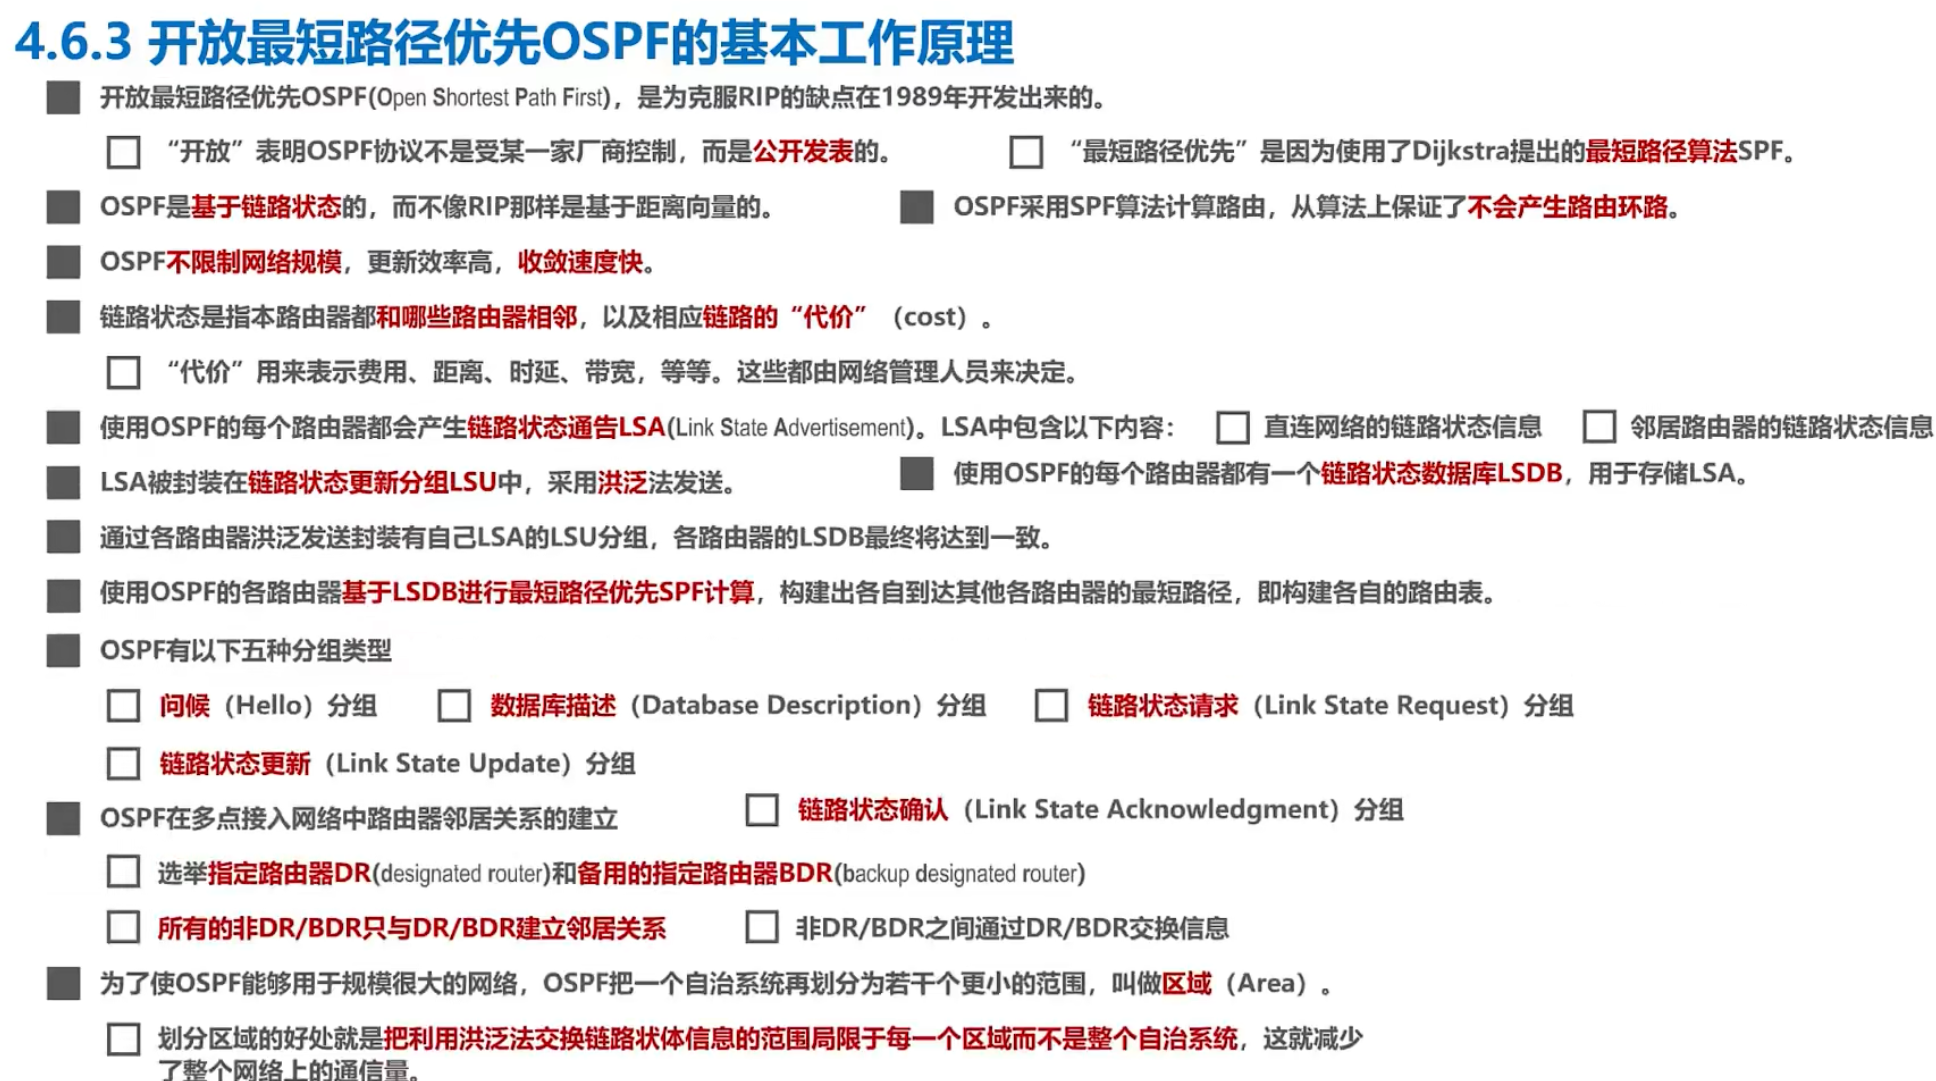 4.6.3 开放最短路径优先OSPF的基本工作原理
开放最短路径优先OSPF(Open Shortest Path First)，是为克服RIP的缺点在1989年开发出来的。
“开放”表明OSPF协议不是受某一家厂商控制，而是公开发表的。
“最短路径优先”是因为使用了Dijkstra提出的最短路径算法SPF。
OSPF是基于链路状态的，而不像RIP那样是基于距离向量的。
OSPF采用SPF算法计算路由，从算法上保证了不会产生路由环路。
OSPF不限制网络规模，更新效率高，收敛速度快。
链路状态是指本路由器都和哪些路由器相邻，以及相应链路的“代价”（cost）。
“代价”用来表示费用、距离、时延、带宽，等等。这些都由网络管理人员来决定。
使用OSPF的每个路由器都会产生链路状态通告LSA(Link State Advertisement)。LSA中包含以下内容：
直连网络的链路状态信息
邻居路由器的链路状态信息
LSA被封装在链路状态更新分组LSU中，采用洪泛法发送。
使用OSPF的每个路由器都有一个链路状态数据库LSDB，用于存储LSA。
通过各路由器洪泛发送封装有自己LSA的LSU分组，各路由器的LSDB最终将达到一致。
使用OSPF的各路由器基于LSDB进行最短路径优先SPF计算，构建出各自到达其他各路由器的最短路径，即构建各自的路由表。
OSPF有以下五种分组类型
问候（Hello）分组
数据库描述（Database Description）分组
链路状态请求（Link State Request）分组
链路状态更新（Link State Update）分组
链路状态确认（Link State Acknowledgment）分组
OSPF在多点接入网络中路由器邻居关系的建立
选举指定路由器DR(designated router)和备用的指定路由器BDR(backup designated router)
所有的非DR/BDR只与DR/BDR建立邻居关系
非DR/BDR之间通过DR/BDR交换信息
为了使OSPF能够用于规模很大的网络，OSPF把一个自治系统再划分为若干个更小的范围，叫做区域（Area）。
划分区域的好处就是把利用洪泛法交换链路状体信息的范围局限于每一个区域而不是整个自治系统，这就减少
了整个网络上的通信量。